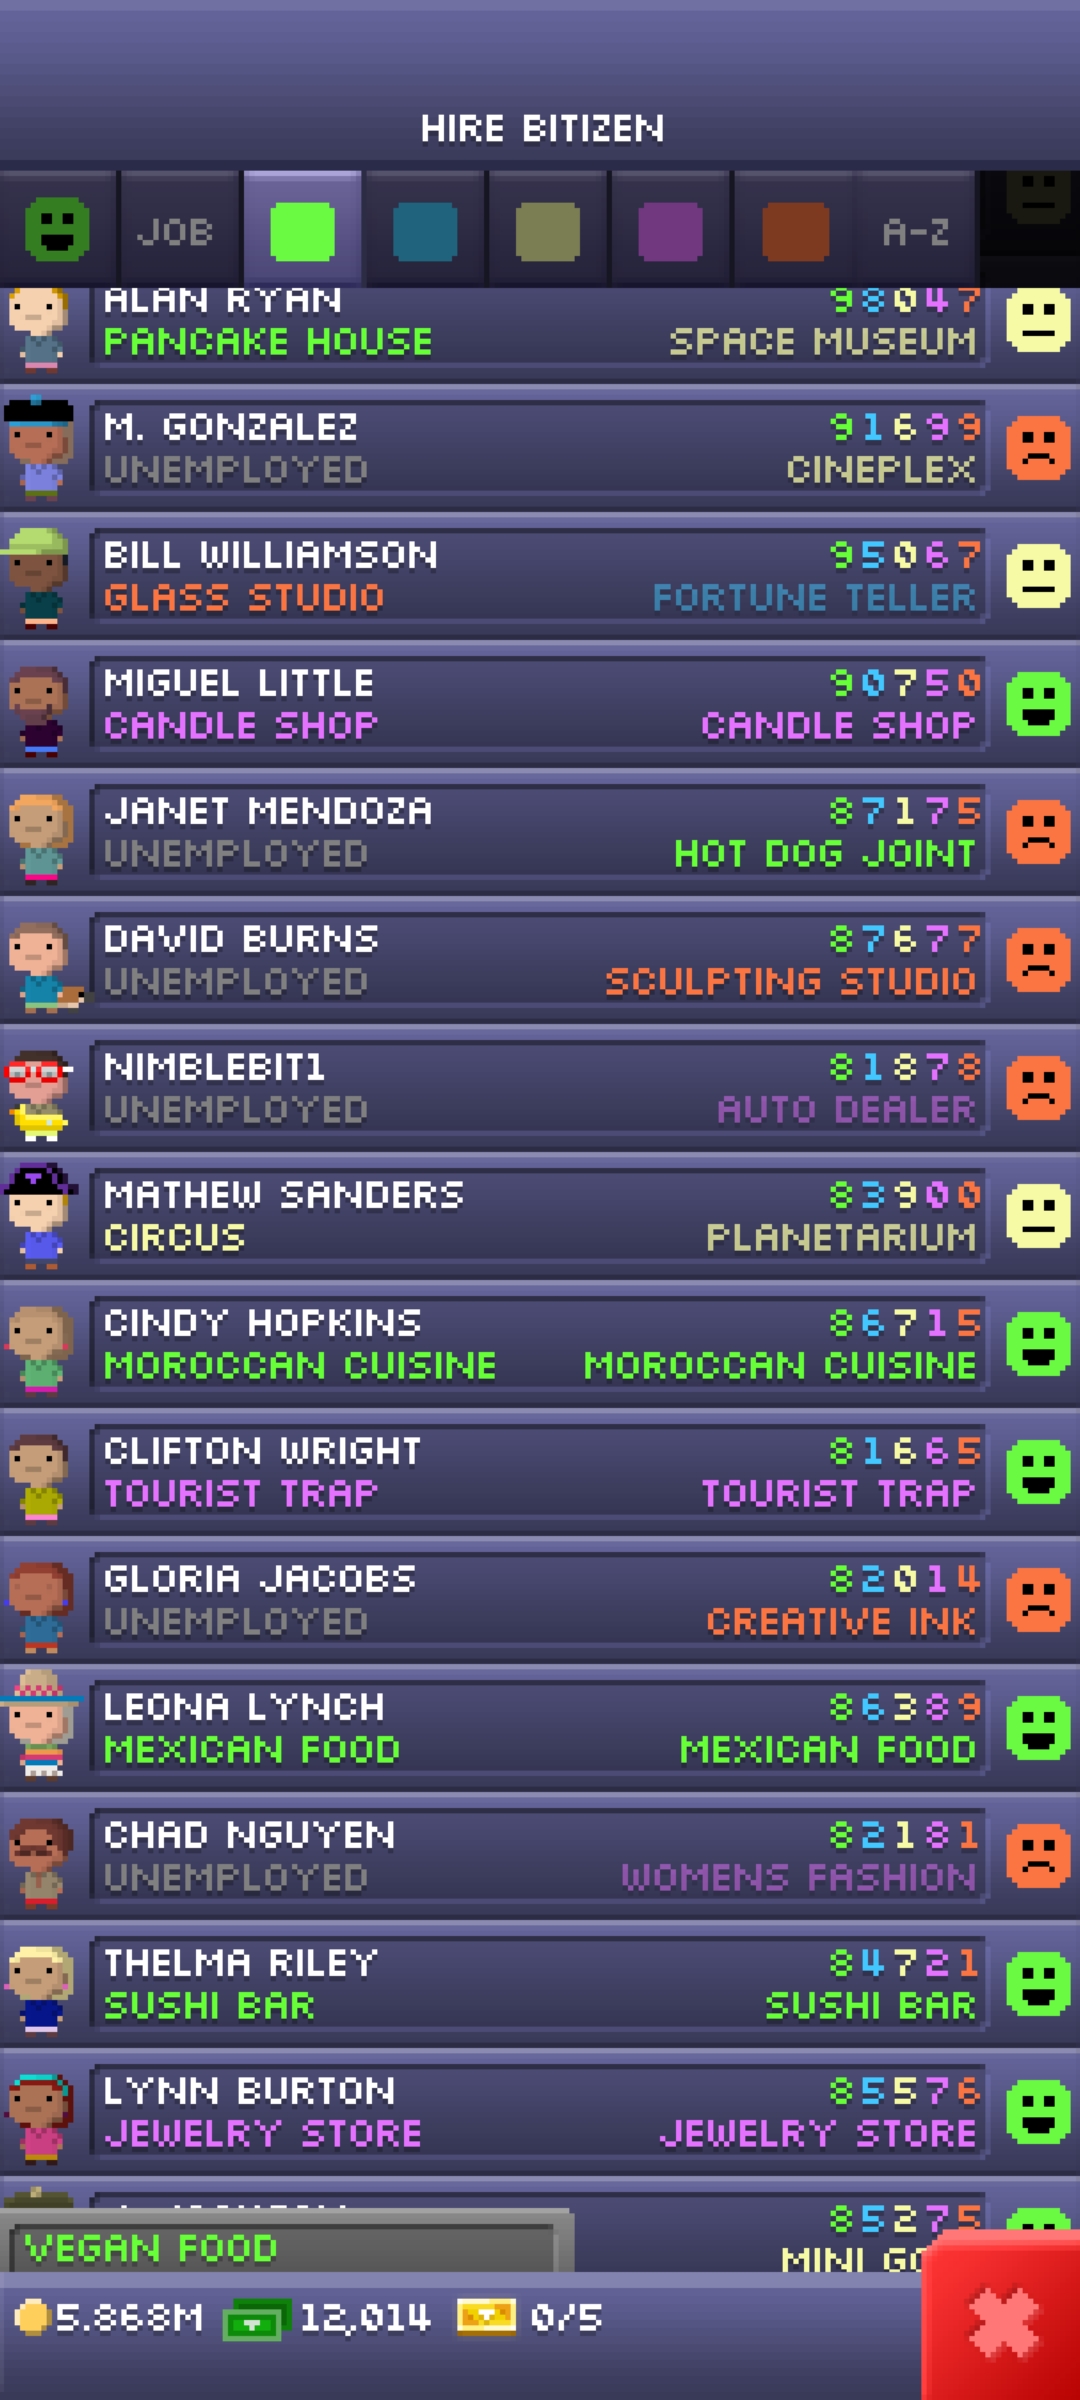 HIRE BITIZEN
JOB A-Z
ALAN RYAN 98047
PANCAKE HOUSE SPACE MUSEUM
M. GONZALEZ 91699
UNEMPLOYED CINEPLEX
BILL WILLIAMSON 95067
GLASS STUDIO FORTUNE TELLER
MIGUEL LITTLE 90750
CANDLE SHOP CANDLE SHOP
JANET MENDOZA 87175
UNEMPLOYED HOT DOG JOINT
DAVID BURNS 87677
UNEMPLOYED SCULPTING STUDIO
NIMBLEBIT1 81878
UNEMPLOYED AUTO DEALER
MATHEW SANDERS 83900
CIRCUS PLANETARIUM
CINDY HOPKINS 86715
MOROCCAN CUISINE MOROCCAN CUISINE
CLIFTON WRIGHT 81665
TOURIST TRAP TOURIST TRAP
GLORIA JACOBS 82014
UNEMPLOYED CREATIVE INK
LEONA LYNCH 86389
MEXICAN FOOD MEXICAN FOOD
CHAD NGUYEN 82181
UNEMPLOYED WOMENS FASHION
THELMA RILEY 84721
SUSHI BAR SUSHI BAR
LYNN BURTON 85576
JEWELRY STORE JEWELRY STORE
85275
VEGAN FOOD MINI
5.868M 12,014 0/5